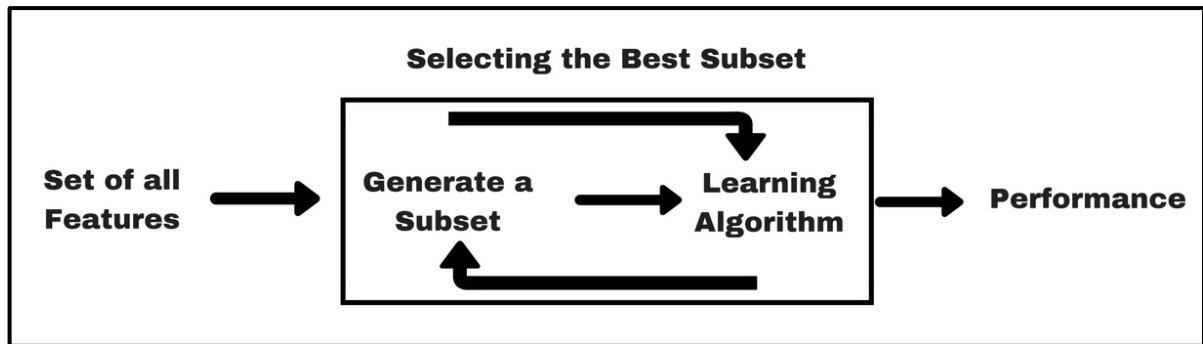 Selecting the Best Subset
Set of all
Features
Generate a
Subset
Learning
Algorithm
Performance